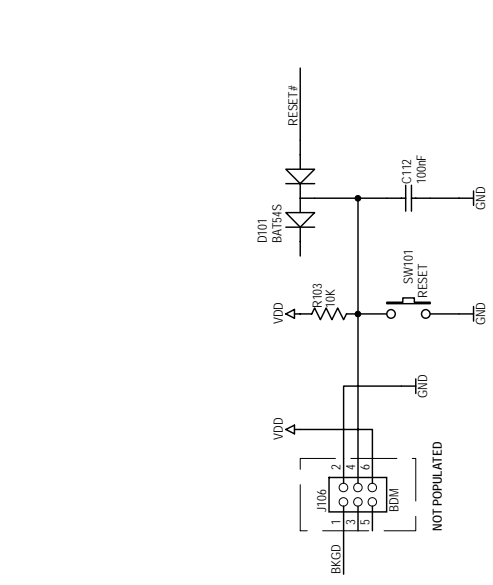 RESET#
D101
BAT54S
C112
100nF
GND
SW101
RESET
R103
10K
VDD
GND
GND
VDD
2
4
6
J106
BDM
1
3
5
NOT POPULATED
BKGD